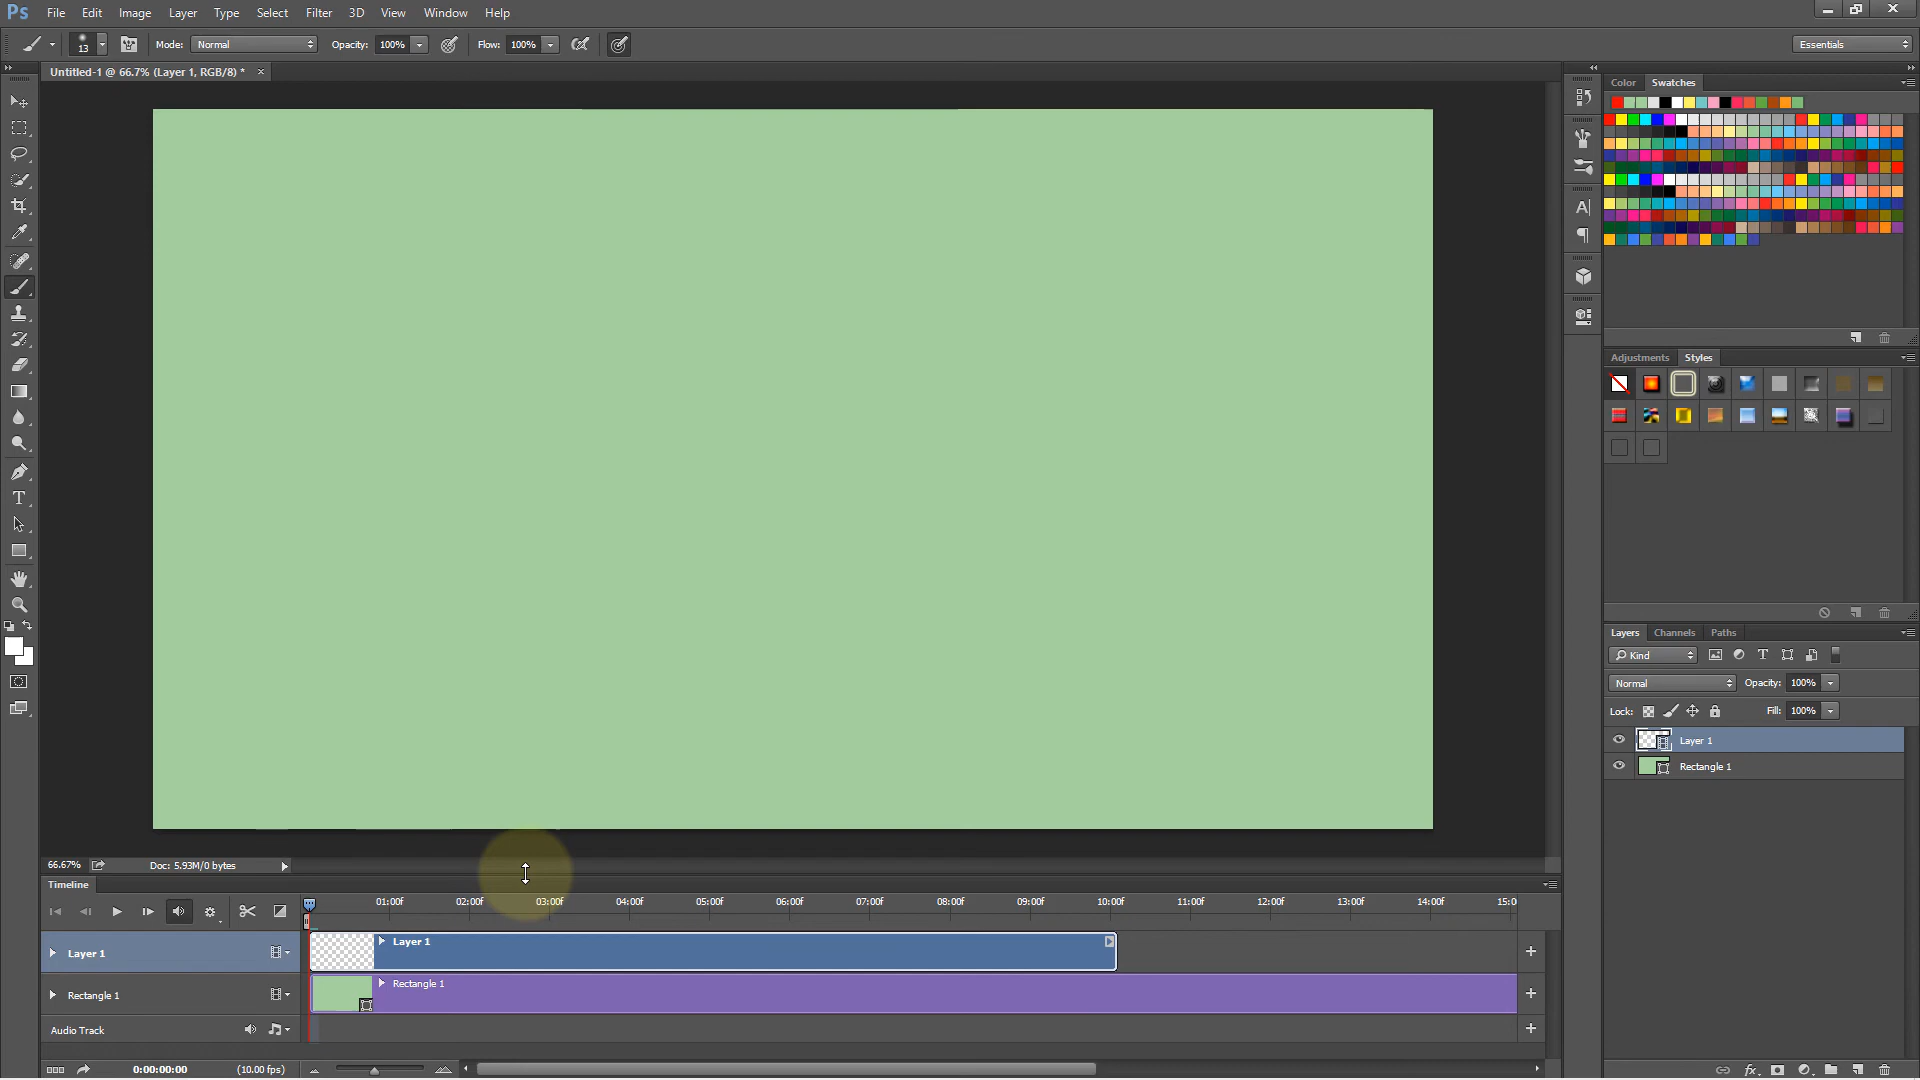 Ps File Edit Image Layer Type Select Filter 3D View Window Help
13 Mode: Normal Opacity: 100% Flow: 100% Essentials
Untitled-1 @ 66.7% (Layer 1, RGB/8) * ×
Color Swatches
Adjustments Styles
Layers Channels Paths
Kind
Normal Opacity: 100%
Lock: Fill: 100%
Layer 1
Rectangle 1
66.67% Doc: 5.93M/0 bytes
Timeline
01:00f 02:00f 03:00f 04:00f 05:00f 06:00f 07:00f 08:00f 09:00f 10:00f 11:00f 12:00f 13:00f 14:00f 15:0
Layer 1 Layer 1
Rectangle 1 Rectangle 1
Audio Track
0:00:00:00 (10.00 fps)